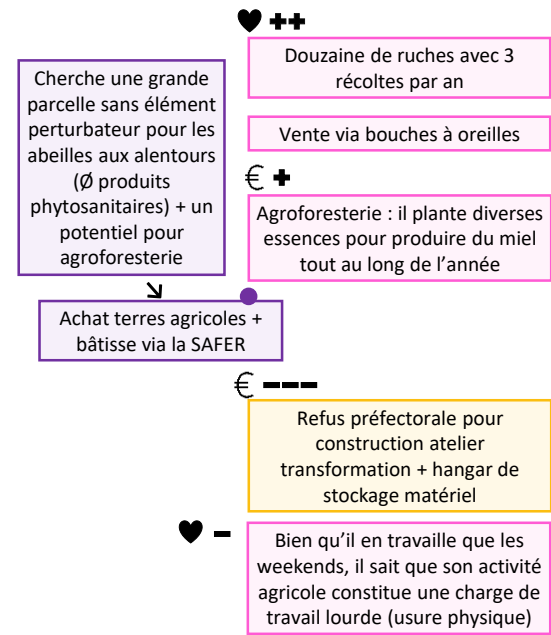 ♥ ++
Douzaine de ruches avec 3
récoltes par an
Cherche une grande
parcelle sans élément
perturbateur pour les
abeilles aux alentours
(Ø produits
phytosanitaires) + un
potentiel pour
agroforesterie
Vente via bouches à oreilles
€ +
Agroforesterie : il plante diverses
essences pour produire du miel
tout au long de l’année
Achat terres agricoles +
bâtisse via la SAFER
€ ---
Refus préfectorale pour
construction atelier
transformation + hangar de
stockage matériel
♥ -
Bien qu’il en travaille que les
weekends, il sait que son activité
agricole constitue une charge de
travail lourde (usure physique)